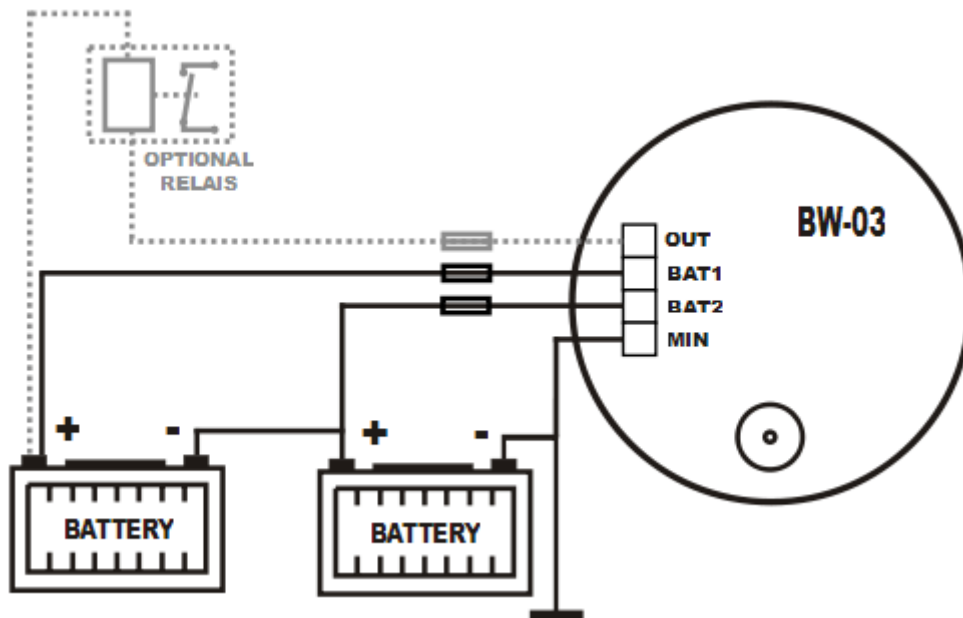 OPTIONAL
RELAIS
BW-03
OUT
BAT1
BAT2
MIN
+ -
+ -
BATTERY
BATTERY